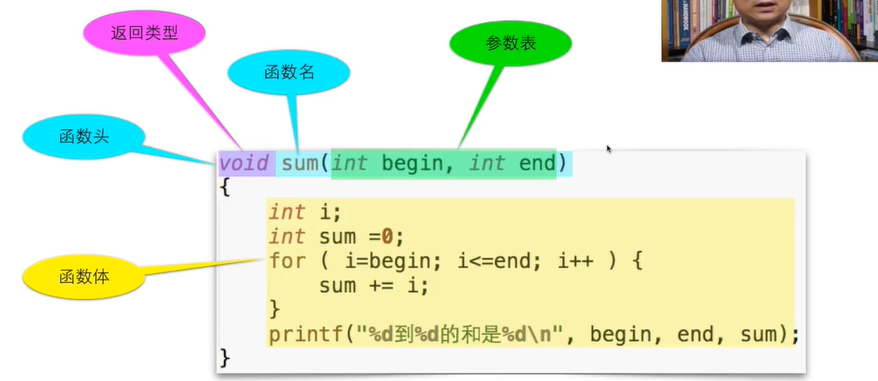 返回类型
函数名
参数表
函数头
void sum(int begin, int end)
{
int i;
int sum =0;
for ( i=begin; i<=end; i++ ) {
sum += i;
}
printf("%d到%d的和是%d\n", begin, end, sum);
}
函数体